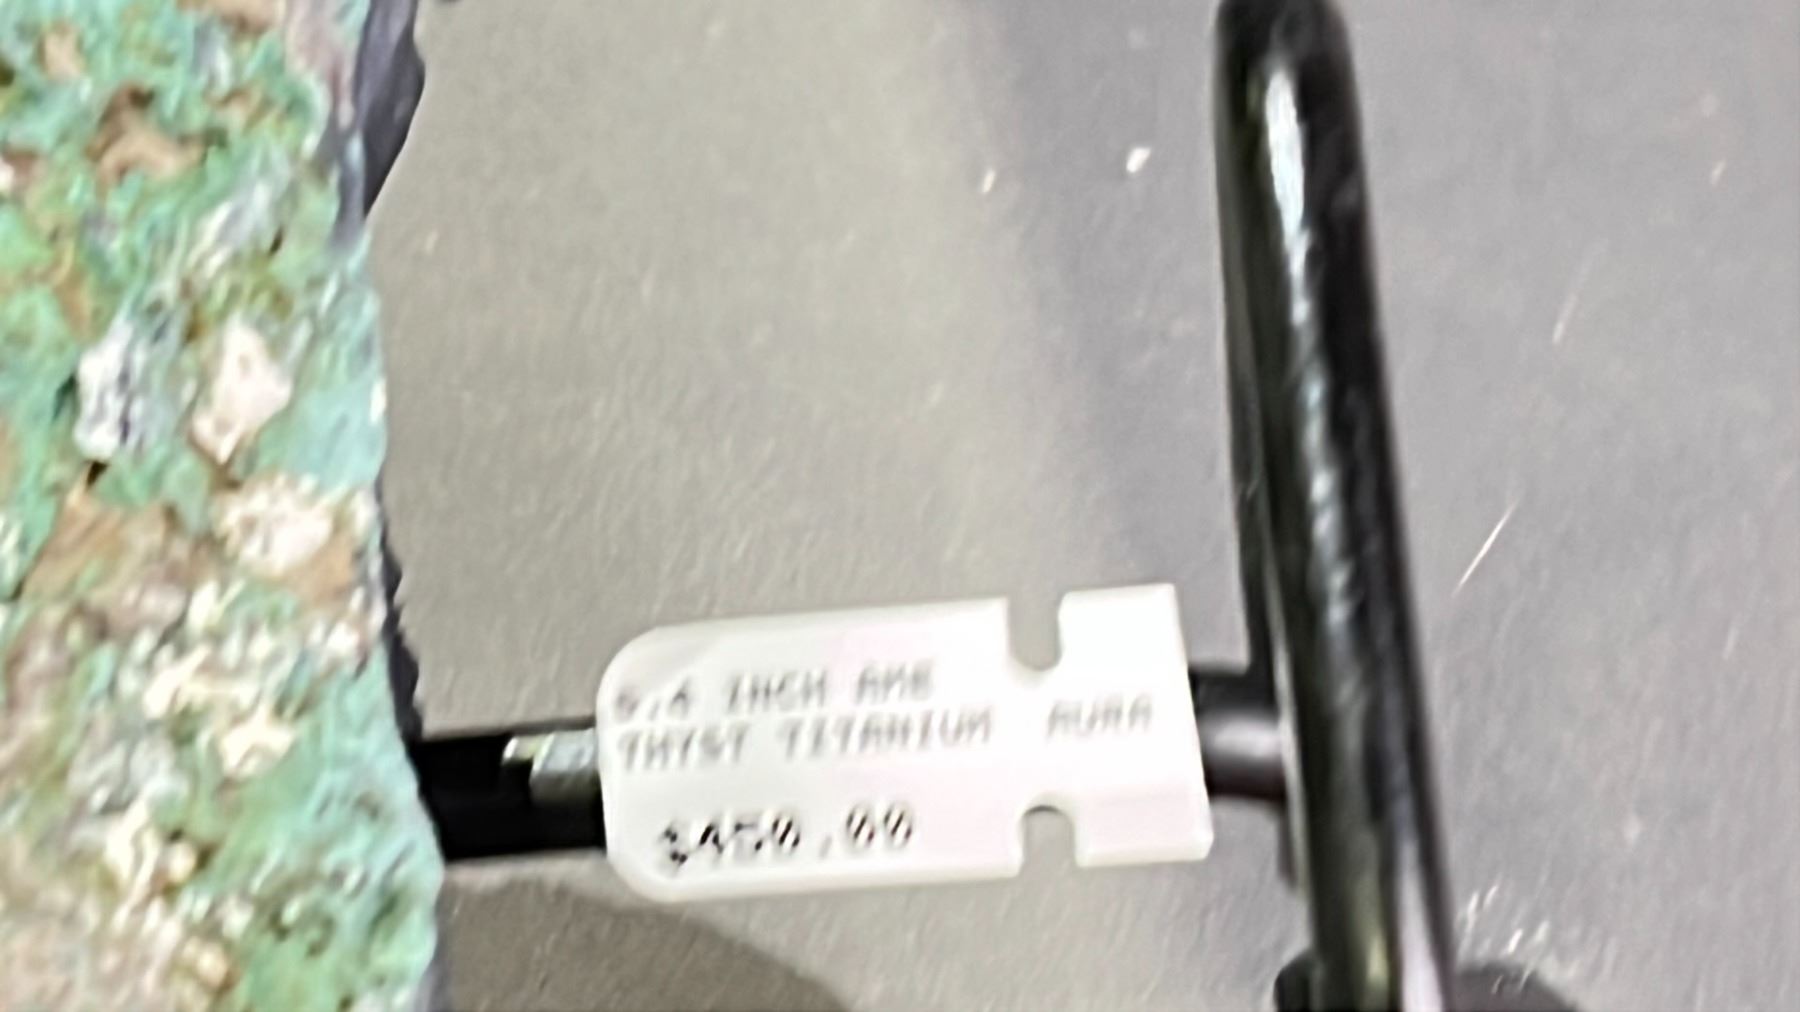 INCH AME
THYST TITANIUM AURA
$450.00